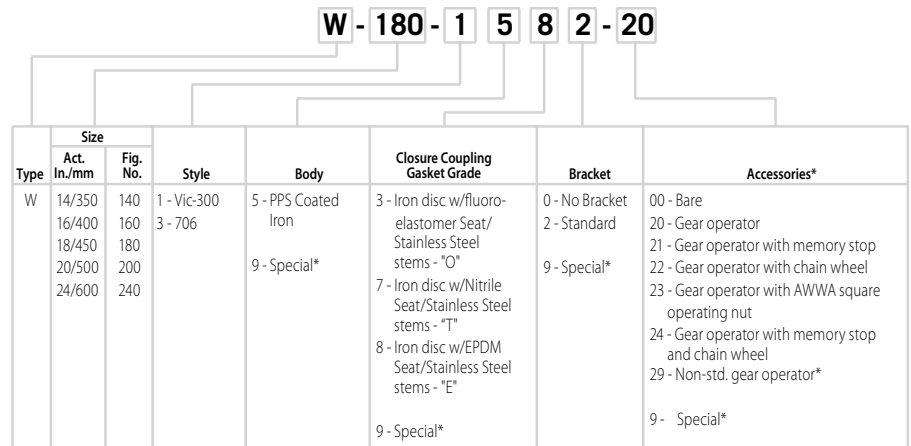 W - 180 - 1 5 8 2 - 20
Size
Type
Act.
In./mm
Fig.
No.
Style
Body
Closure Coupling
Gasket Grade
Bracket
Accessories*
W
14/350 140
16/400 160
18/450 180
20/500 200
24/600 240
1 - Vic-300
3 - 706
5 - PPS Coated
Iron
9 - Special*
3 - Iron disc w/fluoro-
elastomer Seat/
Stainless Steel
stems - "O"
7 - Iron disc w/Nitrile
Seat/Stainless Steel
stems - “T"
8 - Iron disc w/EPDM
Seat/Stainless Steel
stems - "E"
9 - Special*
0 - No Bracket
2 - Standard
9 - Special*
00 - Bare
20 - Gear operator
21 - Gear operator with memory stop
22 - Gear operator with chain wheel
23 - Gear operator with AWWA square
operating nut
24 - Gear operator with memory stop
and chain wheel
29 - Non-std. gear operator*
9 - Special*